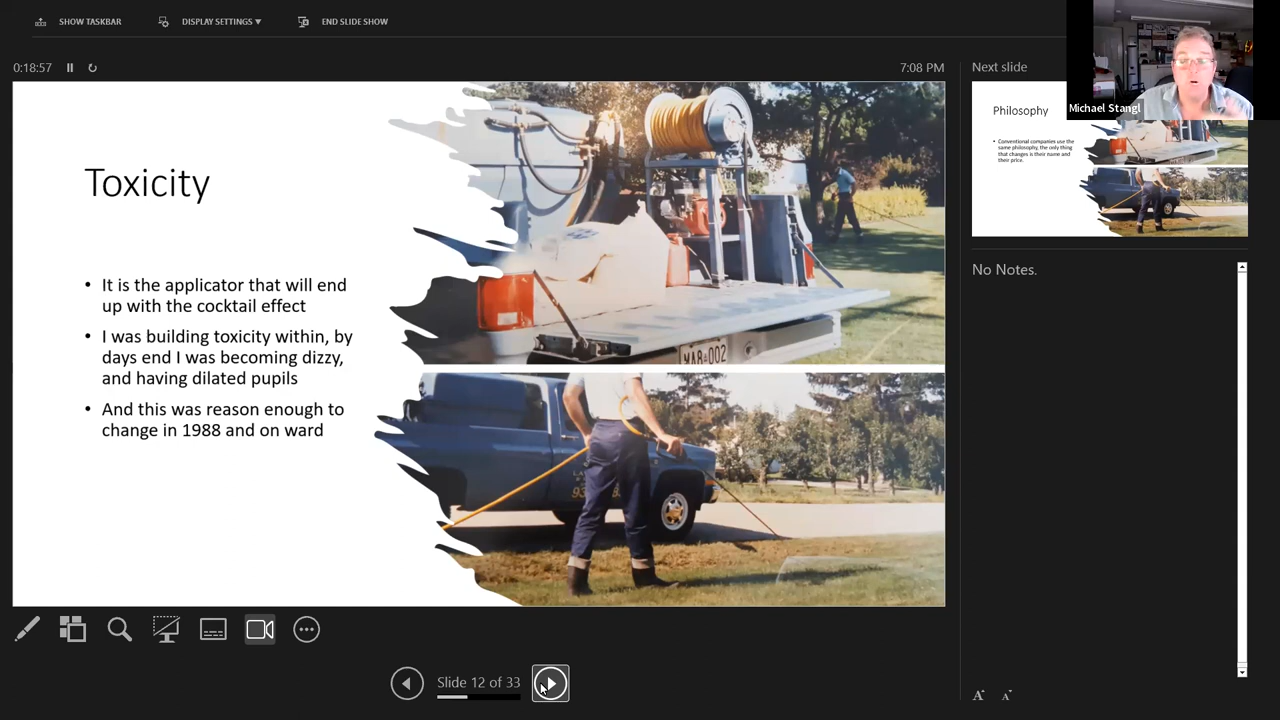 SHOW TASKBAR DISPLAY SETTINGS ▾ END SLIDE SHOW
0:18:57 7:08 PM Next slide
Michael Stangl
Toxicity
• It is the applicator that will end
up with the cocktail effect
• I was building toxicity within, by
days end I was becoming dizzy,
and having dilated pupils
• And this was reason enough to
change in 1988 and on ward
MAB 002
Philosophy
• Conventional companies use the
same philosophy, the only thing
that changes is their name and
their price.
No Notes.
Slide 12 of 33
A A